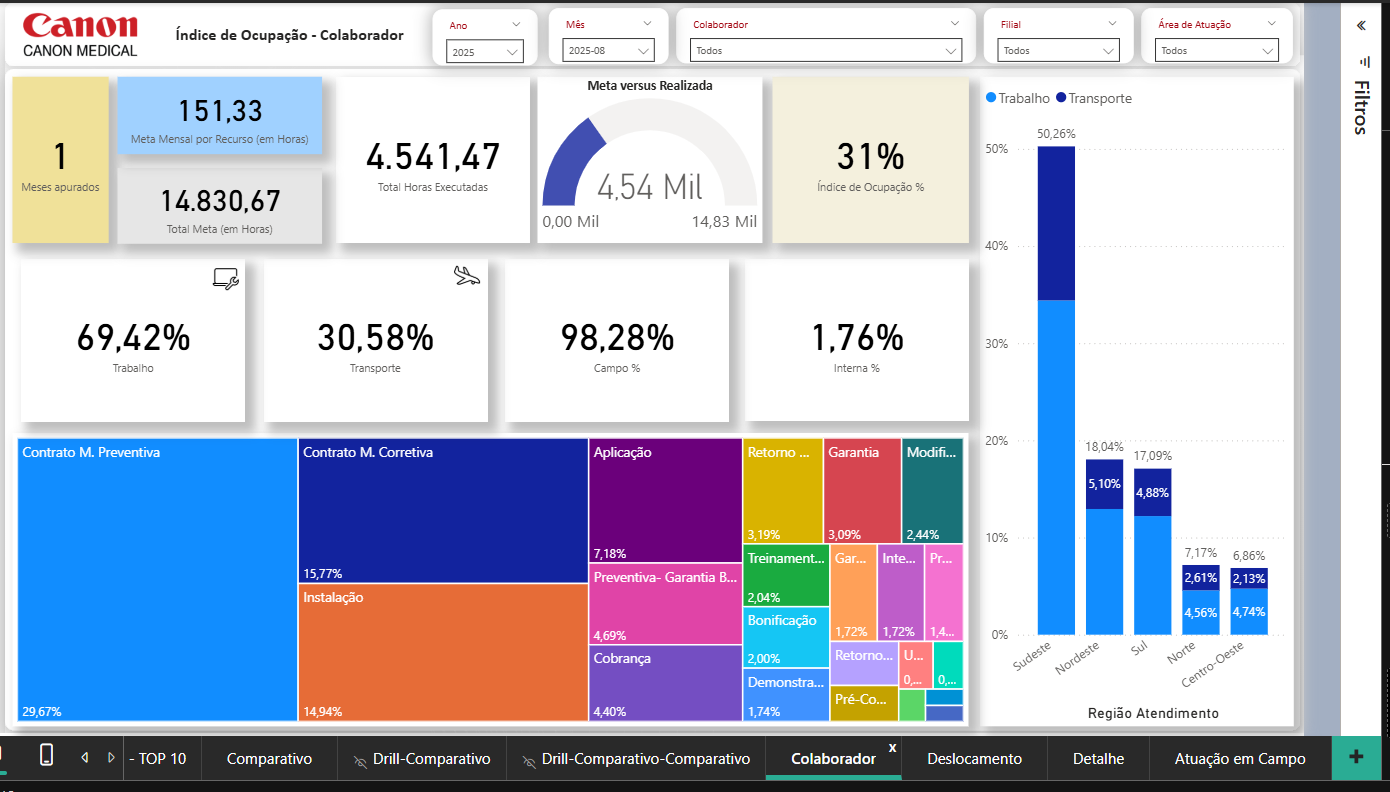 Canon
CANON MEDICAL
Índice de Ocupação - Colaborador
Ano
2025
Mês
2025-08
Colaborador
Todos
Filial
Todos
Área de Atuação
Todos
Filtros
1
Meses apurados
151,33
Meta Mensal por Recurso (em Horas)
14.830,67
Total Meta (em Horas)
4.541,47
Total Horas Executadas
Meta versus Realizada
4,54 Mil
0,00 Mil
14,83 Mil
31%
Índice de Ocupação %
69,42%
Trabalho
30,58%
Transporte
98,28%
Campo %
1,76%
Interna %
Contrato M. Preventiva
29,67%
Contrato M. Corretiva
15,77%
Instalação
14,94%
Aplicação
7,18%
Preventiva- Garantia B...
4,69%
Cobrança
4,40%
Retorno ...
3,19%
Garantia
3,09%
Modifi...
2,44%
Treinament...
2,04%
Bonificação
2,00%
Demonstra...
1,74%
Gar...
1,72%
Inte...
1,72%
Pr...
1,4...
Retorno...
Pré-Co...
U...
0,...
0,...
Trabalho
Transporte
50%
40%
30%
20%
10%
0%
50,26%
18,04%
5,10%
17,09%
4,88%
7,17%
2,61%
4,56%
6,86%
2,13%
4,74%
Sudeste
Nordeste
Sul
Norte
Centro-Oeste
Região Atendimento
- TOP 10
Comparativo
Drill-Comparativo
Drill-Comparativo-Comparativo
Colaborador
x
Deslocamento
Detalhe
Atuação em Campo
+